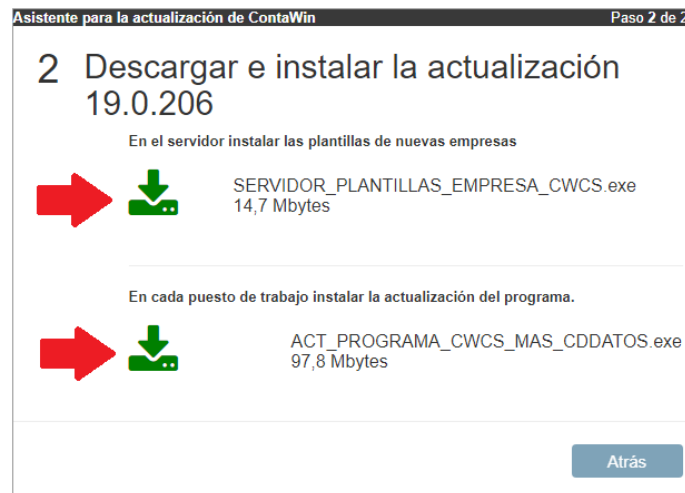 Asistente para la actualización de ContaWin Paso 2 de 2
2 Descargar e instalar la actualización
19.0.206
En el servidor instalar las plantillas de nuevas empresas
SERVIDOR_PLANTILLAS_EMPRESA_CWCS.exe
14,7 Mbytes
En cada puesto de trabajo instalar la actualización del programa.
ACT_PROGRAMA_CWCS_MAS_CDDATOS.exe
97,8 Mbytes
Atrás